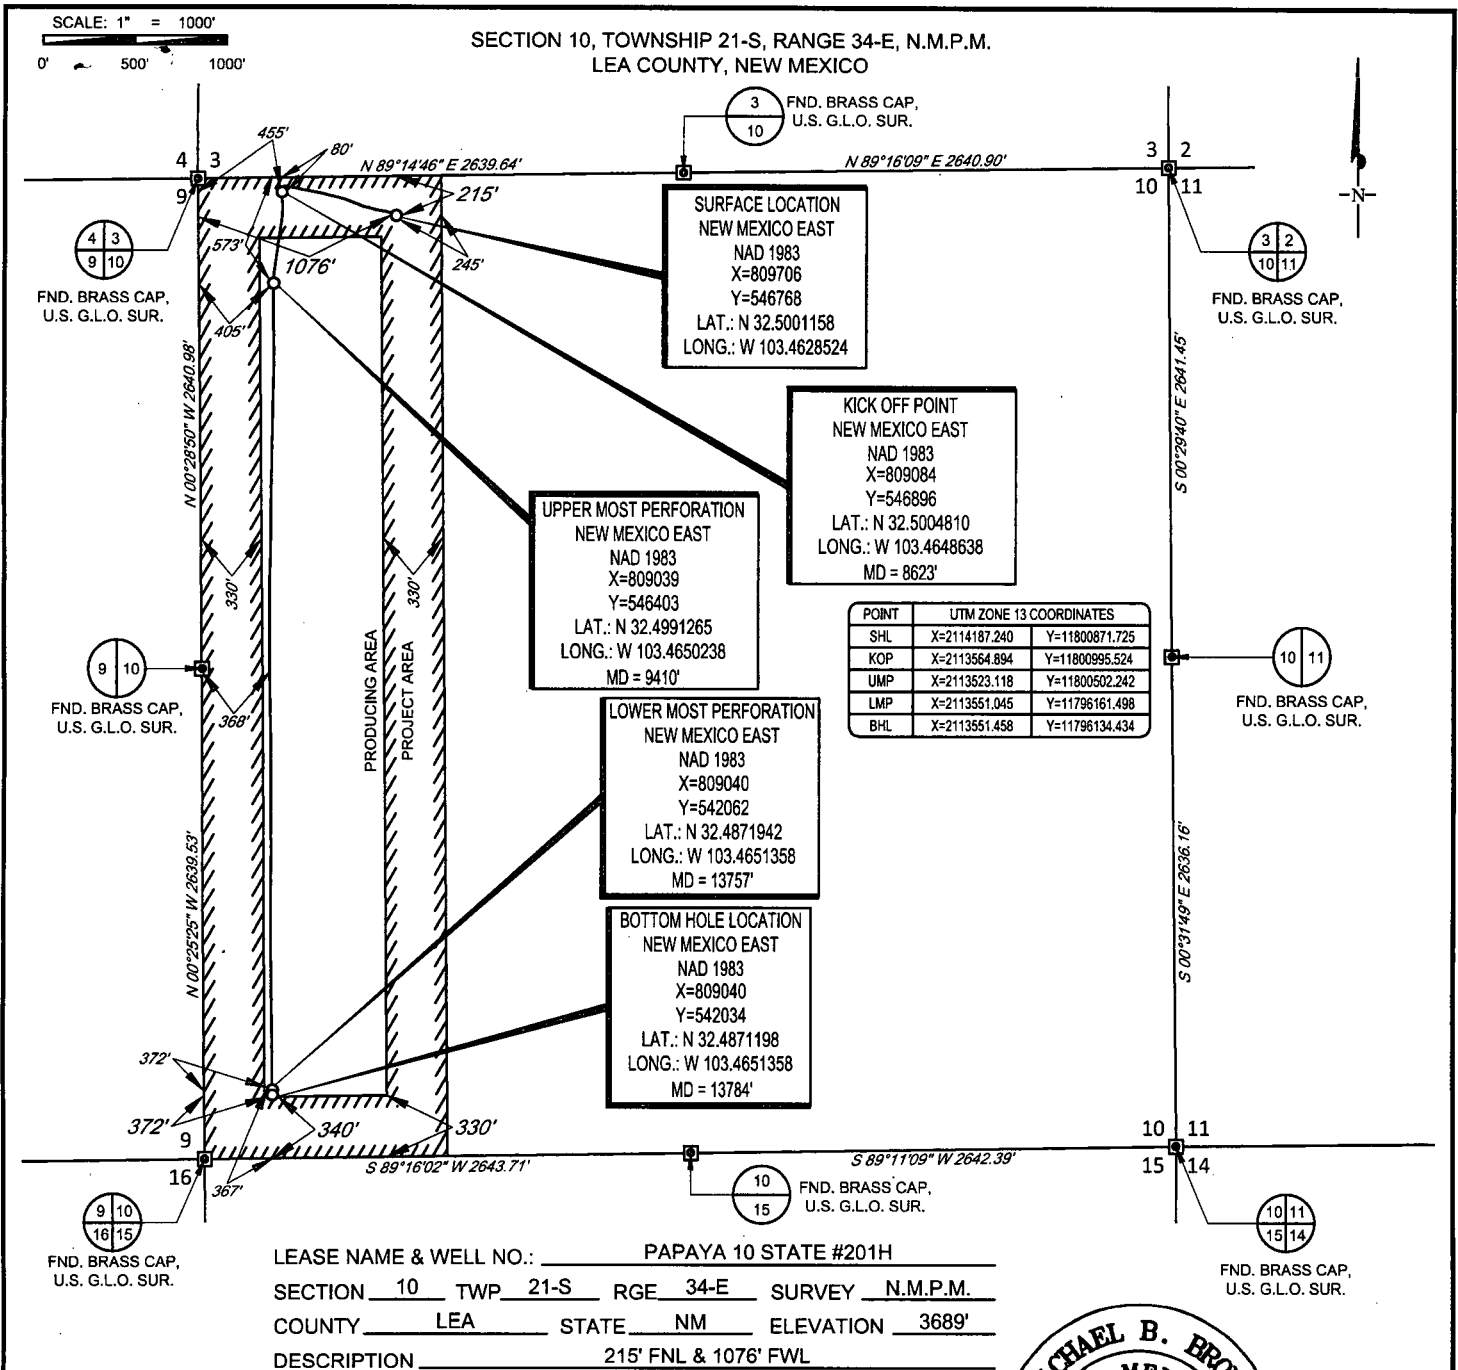 SCALE: 1" = 1000'
0' 500' 1000'
SECTION 10, TOWNSHIP 21-S, RANGE 34-E, N.M.P.M.
LEA COUNTY, NEW MEXICO
3
10
FND. BRASS CAP,
U.S. G.L.O. SUR.
455'
80'
N 89°14'46" E 2639.64'
N 89°16'09" E 2640.90'
4 3
9
3 2
10 11
215'
573'
1076'
245'
405'
4 3
9 10
FND. BRASS CAP,
U.S. G.L.O. SUR.
3 2
10 11
FND. BRASS CAP,
U.S. G.L.O. SUR.
-N-
SURFACE LOCATION
NEW MEXICO EAST
NAD 1983
X=809706
Y=546768
LAT.: N 32.5001158
LONG.: W 103.4628524
N 00°28'50" W 2640.98'
S 00°29'40" E 2641.45'
KICK OFF POINT
NEW MEXICO EAST
NAD 1983
X=809084
Y=546896
LAT.: N 32.5004810
LONG.: W 103.4648638
MD = 8623'
UPPER MOST PERFORATION
NEW MEXICO EAST
NAD 1983
X=809039
Y=546403
LAT.: N 32.4991265
LONG.: W 103.4650238
MD = 9410'
330'
330'
PRODUCING AREA
PROJECT AREA
POINT UTM ZONE 13 COORDINATES
SHL X=2114187.240 Y=11800871.725
KOP X=2113564.894 Y=11800995.524
UMP X=2113523.118 Y=11800502.242
LMP X=2113551.045 Y=11796161.498
BHL X=2113551.458 Y=11796134.434
9 10
FND. BRASS CAP,
U.S. G.L.O. SUR.
368'
10 11
FND. BRASS CAP,
U.S. G.L.O. SUR.
LOWER MOST PERFORATION
NEW MEXICO EAST
NAD 1983
X=809040
Y=542062
LAT.: N 32.4871942
LONG.: W 103.4651358
MD = 13757'
N 00°25'25" W 2639.53'
S 00°31'49" E 2636.16'
BOTTOM HOLE LOCATION
NEW MEXICO EAST
NAD 1983
X=809040
Y=542034
LAT.: N 32.4871198
LONG.: W 103.4651358
MD = 13784'
372'
372'
340'
330'
367'
9
16
S 89°16'02" W 2643.71'
S 89°11'09" W 2642.39'
10 11
15 14
10
15
FND. BRASS CAP,
U.S. G.L.O. SUR.
9 10
16 15
FND. BRASS CAP,
U.S. G.L.O. SUR.
10 11
15 14
FND. BRASS CAP,
U.S. G.L.O. SUR.
LEASE NAME & WELL NO.: PAPAYA 10 STATE #201H
SECTION 10 TWP 21-S RGE 34-E SURVEY N.M.P.M.
COUNTY LEA STATE NM ELEVATION 3689'
DESCRIPTION 215' FNL & 1076' FWL